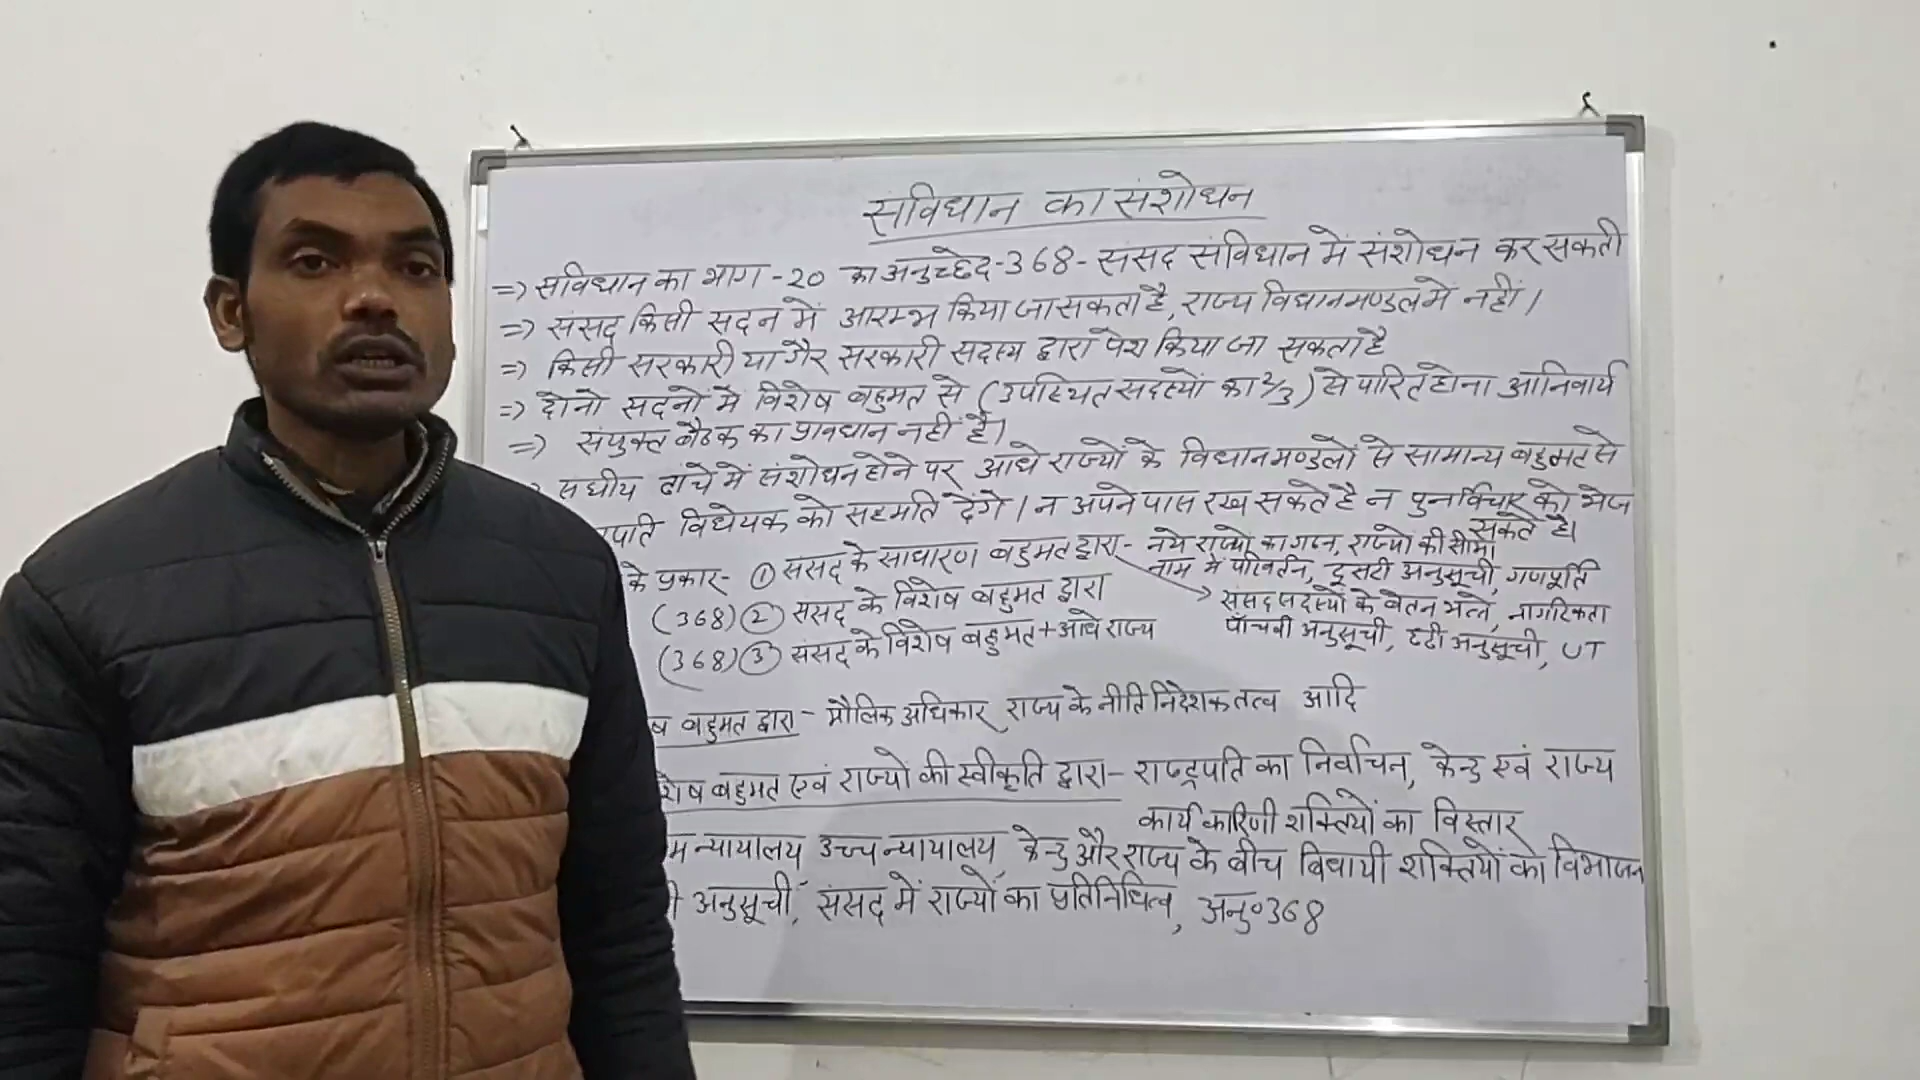 संविधान का संशोधन
=> संविधान का भाग -20 का अनुच्छेद-368- संसद संविधान में संशोधन कर सकती
=> संसद किसी सदन में आरम्भ किया जा सकता है, राज्य विधानमण्डल मे नहीं।
=> किसी सरकारी या गैर सरकारी सदस्य द्वारा पेश किया जा सकता है
=> दोनो सदनों में विशेष बहुमत से (उपस्थित सदस्यों का 2/3) से पारित होना अनिवार्य
=> संयुक्त बैठक का प्रावधान नहीं है।
संघीय ढांचे में संशोधन होने पर आधे राज्यों के विधानमण्डलों से सामान्य बहुमत से
विधेयक को सहमति देंगे। न अपने पास रख सकते है न पुनर्विचार को भेज
सकते है।
के प्रकार- ① संसद के साधारण बहुमत द्वारा- नये राज्यो का गठन, राज्यों की सीमा,
नाम में परिवर्तन, दूसरी अनुसूची, गणपूर्ति
(368) ② संसद के विशेष बहुमत द्वारा
संसद सदस्यों के वेतन भत्ते, नागरिकता
(368) ③ संसद के विशेष बहुमत + आधे राज्य
पाँचवी अनुसूची, छठी अनुसूची, UT
बहुमत द्वारा - मौलिक अधिकार, राज्य के नीति निदेशक तत्व आदि
बहुमत एवं राज्यो की स्वीकृति द्वारा- राष्ट्रपति का निर्वाचन, केन्द्र एवं राज्य
कार्यकारिणी शक्तियों का विस्तार
न्यायालय, उच्च न्यायालय, केन्द्र और राज्य के बीच विधायी शक्तियों का विभाजन
अनुसूची, संसद में राज्यों का प्रतिनिधित्व, अनु०368